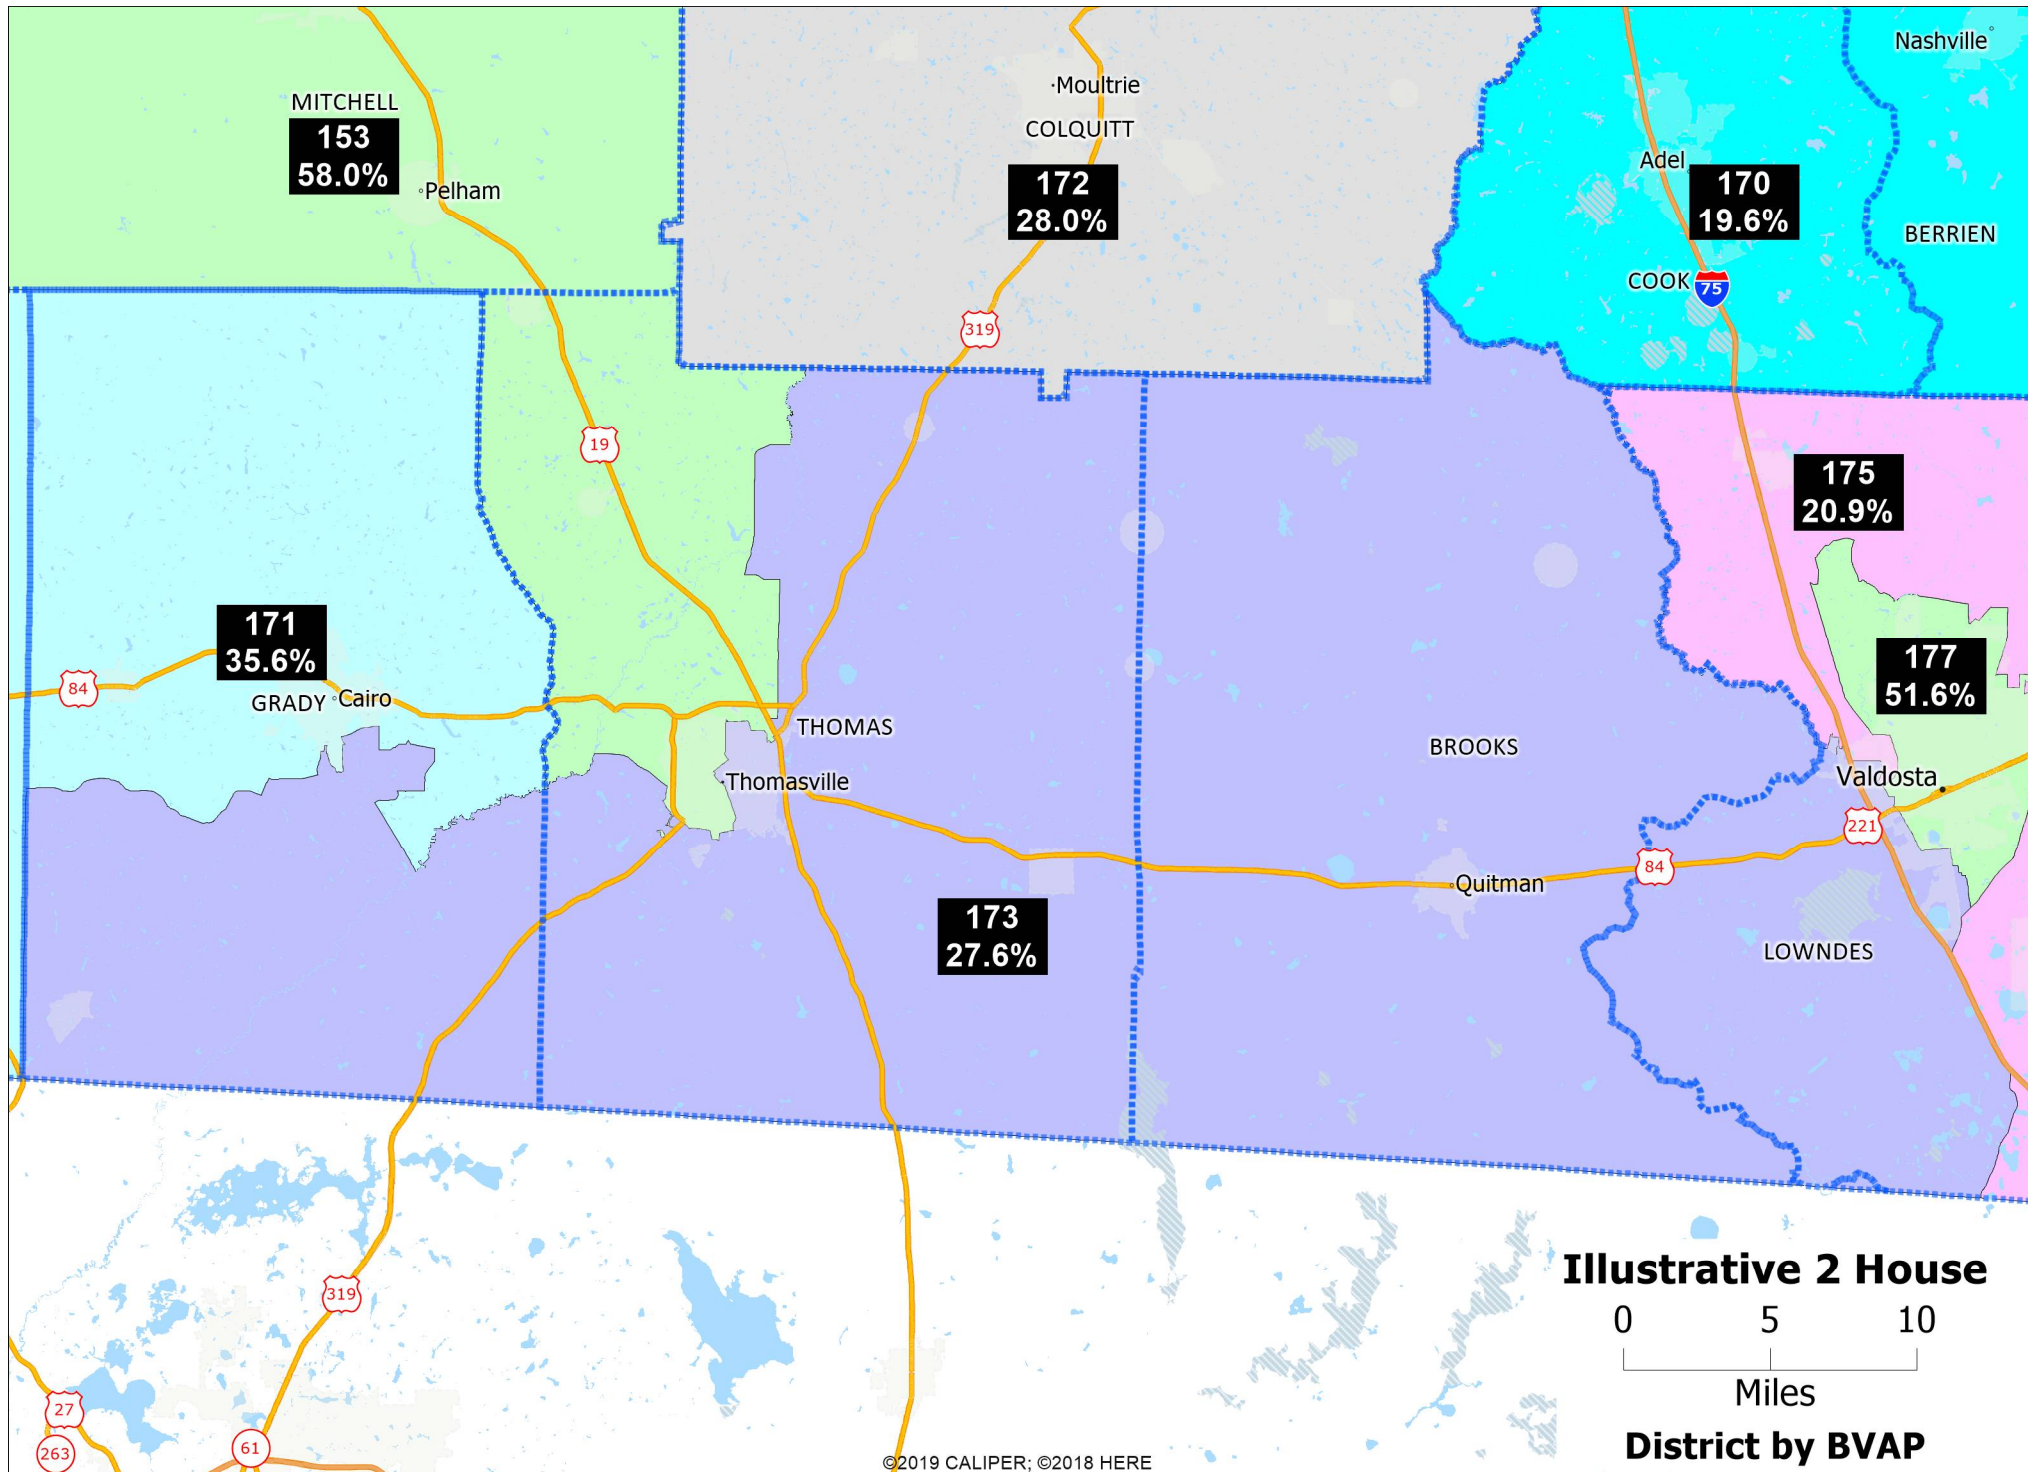 Nashville
Moultrie
MITCHELL
COLQUITT
153
58.0%
Adel
Pelham
172
28.0%
170
19.6%
BERRIEN
COOK
75
319
19
175
20.9%
171
35.6%
177
51.6%
84
GRADY
Cairo
THOMAS
BROOKS
Thomasville
Valdosta
221
84
Quitman
173
27.6%
LOWNDES
319
Illustrative 2 House
0 5 10
Miles
27
263
61
District by BVAP
©2019 CALIPER; ©2018 HERE